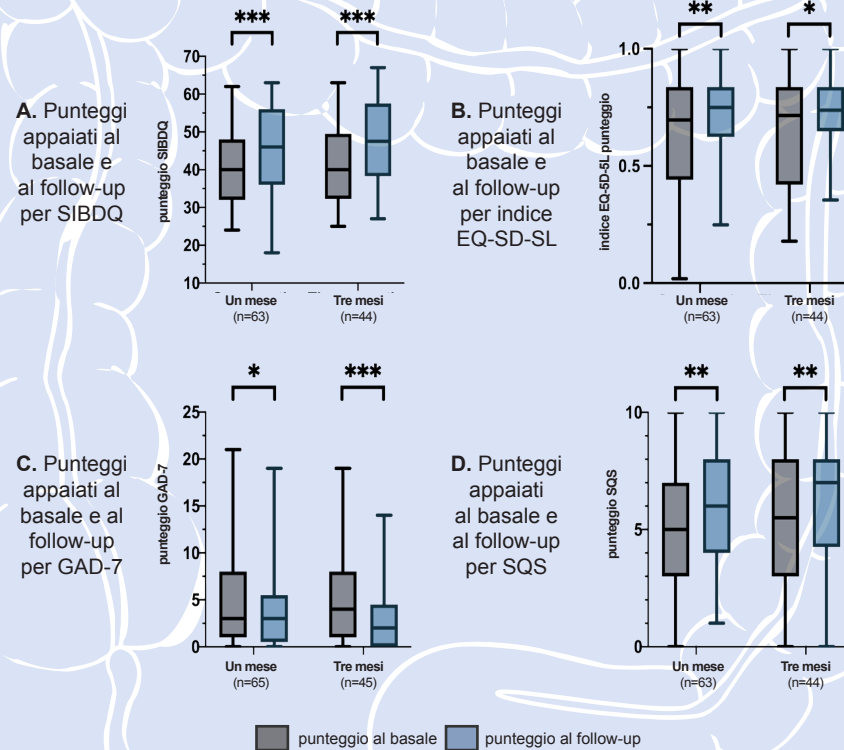 *** ***
A. Punteggi
appaiati al
basale e
al follow-up
per SIBDQ
punteggio SIBDQ
70
60
50
40
30
20
10
Un mese
(n=63)
Tre mesi
(n=44)
** *
B. Punteggi
appaiati al
basale e
al follow-up
per indice
EQ-SD-SL
indice EQ-5D-5L punteggio
1.0
0.5
0.0
Un mese
(n=63)
Tre mesi
(n=44)
* ***
C. Punteggi
appaiati al
basale e al
follow-up
per GAD-7
punteggio GAD-7
25
20
15
10
5
0
Un mese
(n=65)
Tre mesi
(n=45)
** **
D. Punteggi
appaiati
al basale e
al follow-up
per SQS
punteggio SQS
10
5
0
Un mese
(n=63)
Tre mesi
(n=44)
punteggio al basale
punteggio al follow-up